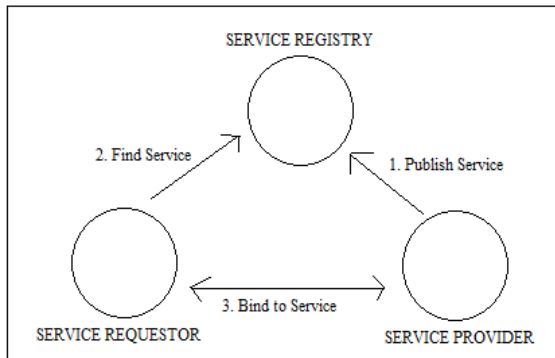 SERVICE REGISTRY
2. Find Service
1. Publish Service
3. Bind to Service
SERVICE REQUESTOR
SERVICE PROVIDER